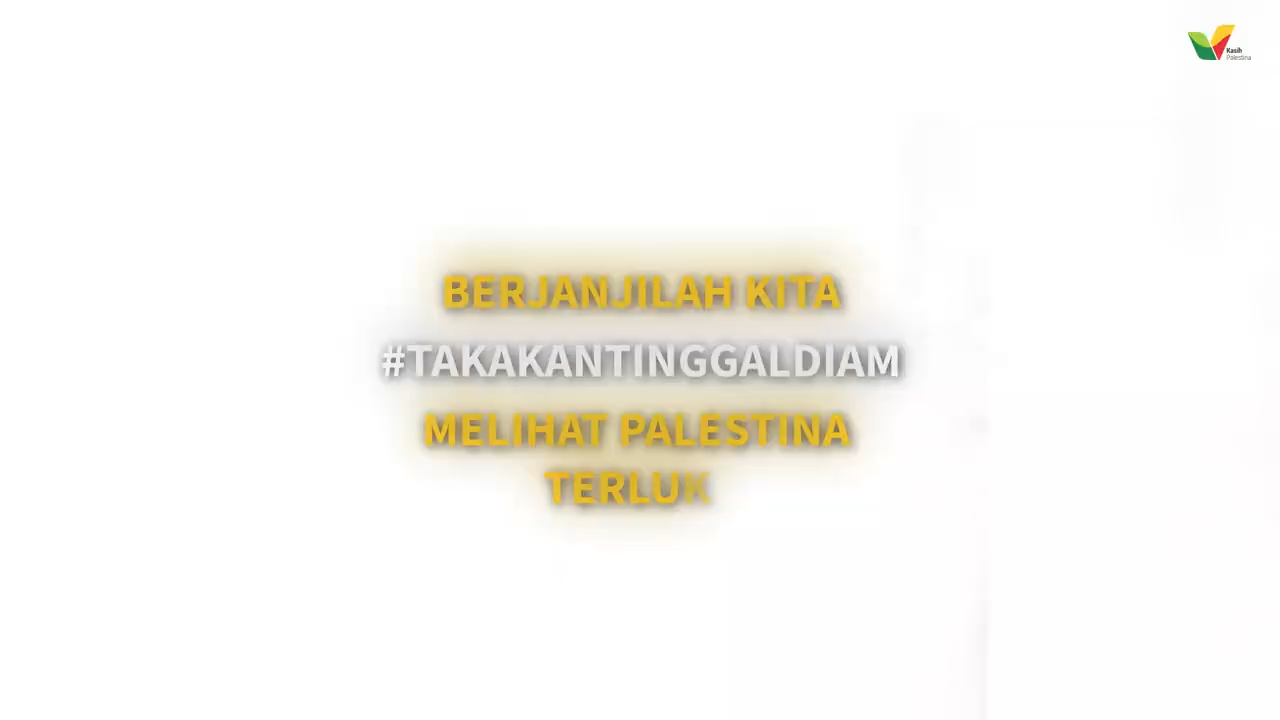 Kasih
Palestina
BERJANJILAH KITA
#TAKAKANTINGGALDIAM
MELIHAT PALESTINA
TERLUK